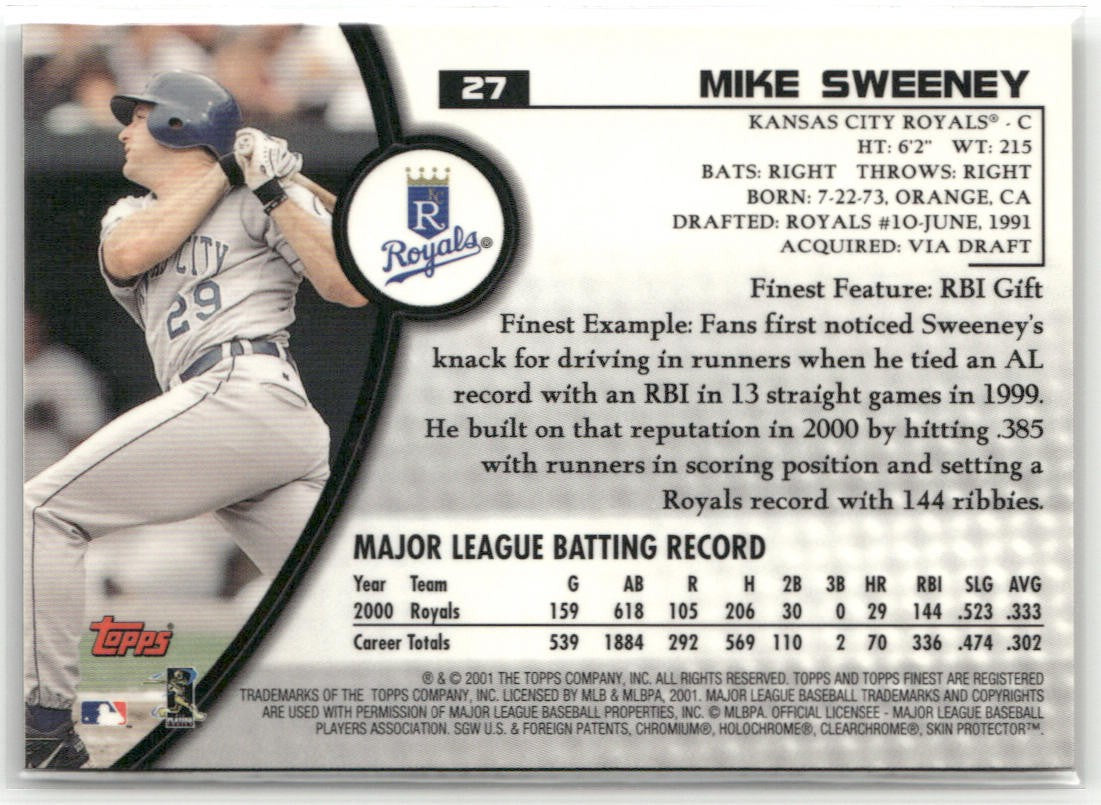 27
MIKE SWEENEY
KANSAS CITY ROYALS® - C
HT: 6'2" WT: 215
BATS: RIGHT THROWS: RIGHT
BORN: 7-22-73, ORANGE, CA
DRAFTED: ROYALS #10-JUNE, 1991
ACQUIRED: VIA DRAFT
KC
R
Royals®
CITY
29
Finest Feature: RBI Gift
Finest Example: Fans first noticed Sweeney's
knack for driving in runners when he tied an AL
record with an RBI in 13 straight games in 1999.
He built on that reputation in 2000 by hitting .385
with runners in scoring position and setting a
Royals record with 144 ribbies.
MAJOR LEAGUE BATTING RECORD
Year Team G AB R H 2B 3B HR RBI SLG AVG
2000 Royals 159 618 105 206 30 0 29 144 .523 .333
Career Totals 539 1884 292 569 110 2 70 336 .474 .302
topps®
® & © 2001 THE TOPPS COMPANY, INC. ALL RIGHTS RESERVED. TOPPS AND TOPPS FINEST ARE REGISTERED
TRADEMARKS OF THE TOPPS COMPANY, INC. LICENSED BY MLB & MLBPA, 2001. MAJOR LEAGUE BASEBALL TRADEMARKS AND COPYRIGHTS
ARE USED WITH PERMISSION OF MAJOR LEAGUE BASEBALL PROPERTIES, INC. © MLBPA. OFFICIAL LICENSEE - MAJOR LEAGUE BASEBALL
PLAYERS ASSOCIATION. SGW U.S. & FOREIGN PATENTS, CHROMIUM®, HOLOCHROME®, CLEARCHROME®, SKIN PROTECTOR™.